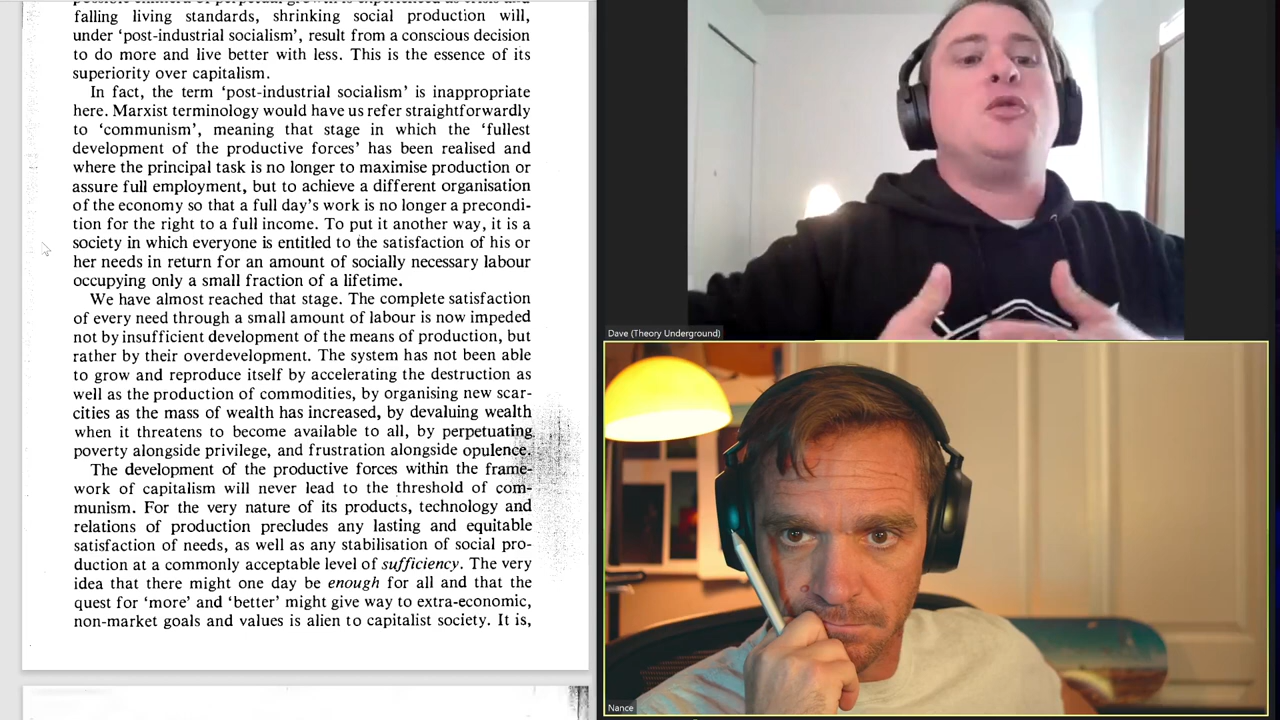 falling living standards, shrinking social production will,
under ‘post-industrial socialism’, result from a conscious decision
to do more and live better with less. This is the essence of its
superiority over capitalism.
In fact, the term ‘post-industrial socialism’ is inappropriate
here. Marxist terminology would have us refer straightforwardly
to ‘communism’, meaning that stage in which the ‘fullest
development of the productive forces’ has been realised and
where the principal task is no longer to maximise production or
assure full employment, but to achieve a different organisation
of the economy so that a full day’s work is no longer a precondi-
tion for the right to a full income. To put it another way, it is a
society in which everyone is entitled to the satisfaction of his or
her needs in return for an amount of socially necessary labour
occupying only a small fraction of a lifetime.
We have almost reached that stage. The complete satisfaction
of every need through a small amount of labour is now impeded
not by insufficient development of the means of production, but
rather by their overdevelopment. The system has not been able
to grow and reproduce itself by accelerating the destruction as
well as the production of commodities, by organising new scar-
cities as the mass of wealth has increased, by devaluing wealth
when it threatens to become available to all, by perpetuating
poverty alongside privilege, and frustration alongside opulence.
The development of the productive forces within the frame-
work of capitalism will never lead to the threshold of com-
munism. For the very nature of its products, technology and
relations of production precludes any lasting and equitable
satisfaction of needs, as well as any stabilisation of social pro-
duction at a commonly acceptable level of sufficiency. The very
idea that there might one day be enough for all and that the
quest for ‘more’ and ‘better’ might give way to extra-economic,
non-market goals and values is alien to capitalist society. It is,
Dave (Theory Underground)
Nance